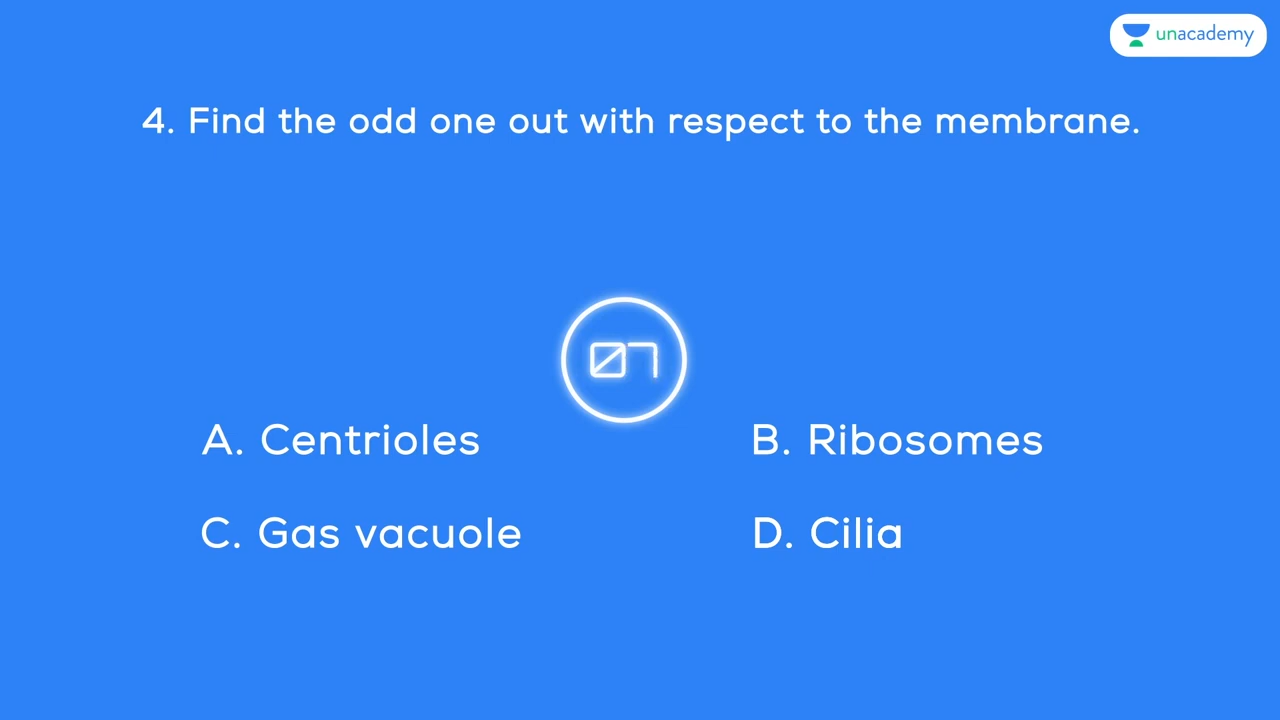 unacademy
4. Find the odd one out with respect to the membrane.
07
A. Centrioles
B. Ribosomes
C. Gas vacuole
D. Cilia